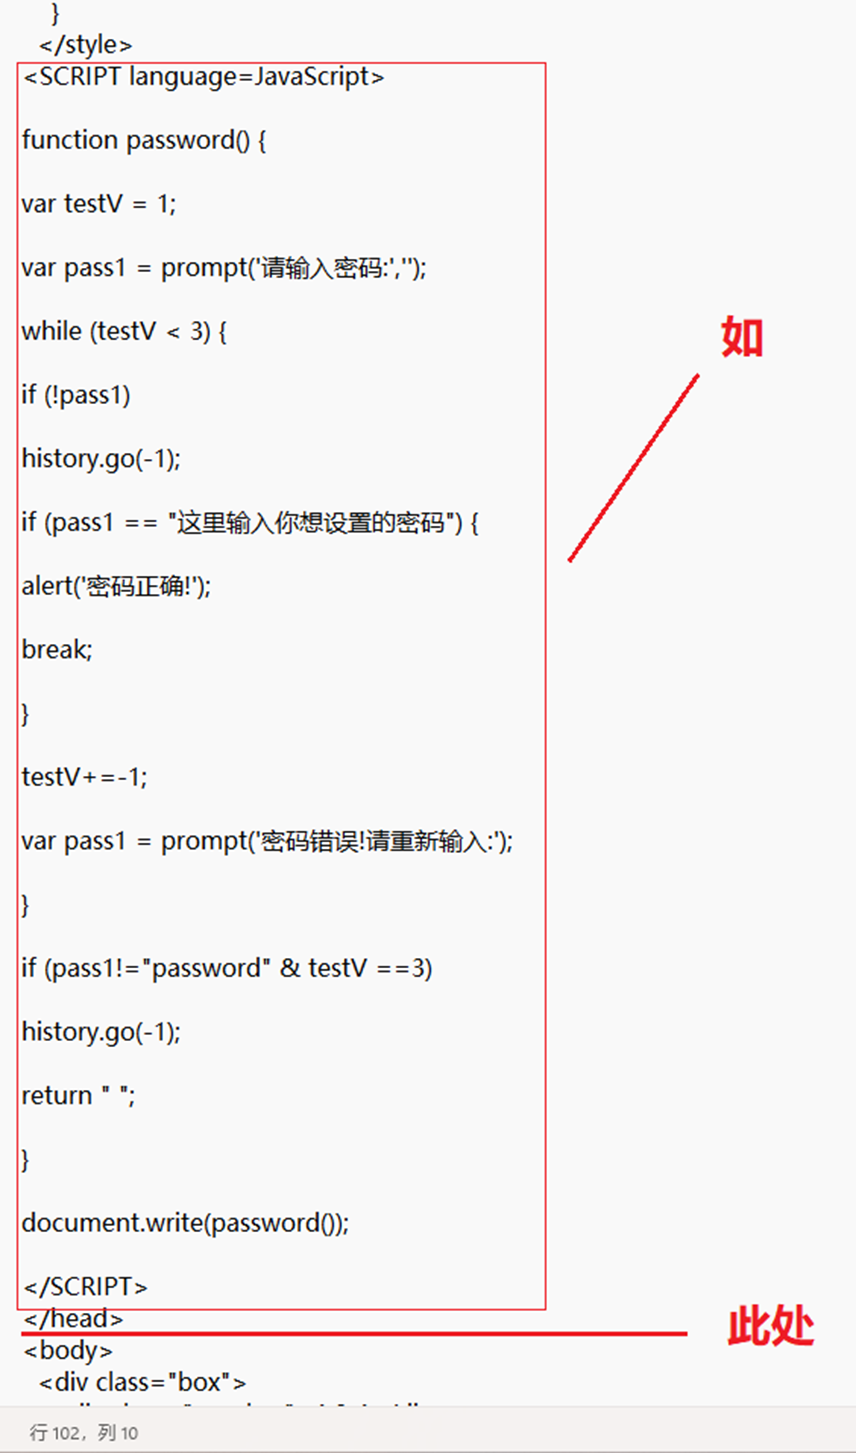 }
</style>
<SCRIPT language=JavaScript>
function password() {
var testV = 1;
var pass1 = prompt('请输入密码:','');
while (testV < 3) {
如
if (!pass1)
history.go(-1);
if (pass1 == "这里输入你想设置的密码") {
alert('密码正确!');
break;
}
testV+=-1;
var pass1 = prompt('密码错误!请重新输入:');
}
if (pass1!="password" & testV ==3)
history.go(-1);
return " ";
}
document.write(password());
</SCRIPT>
</head>
此处
<body>
<div class="box">
行 102，列 10